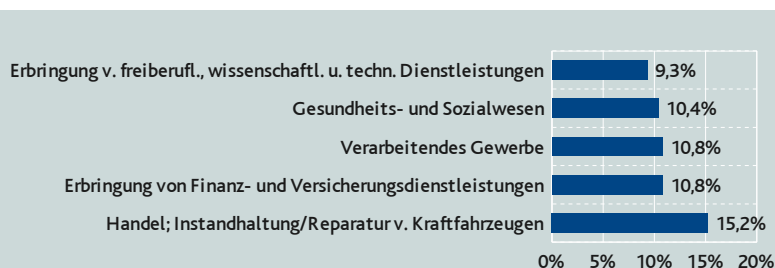 Erbringung v. freiberufl., wissenschaftl. u. techn. Dienstleistungen 9,3%
Gesundheits- und Sozialwesen 10,4%
Verarbeitendes Gewerbe 10,8%
Erbringung von Finanz- und Versicherungsdienstleistungen 10,8%
Handel; Instandhaltung/Reparatur v. Kraftfahrzeugen 15,2%
0% 5% 10% 15% 20%